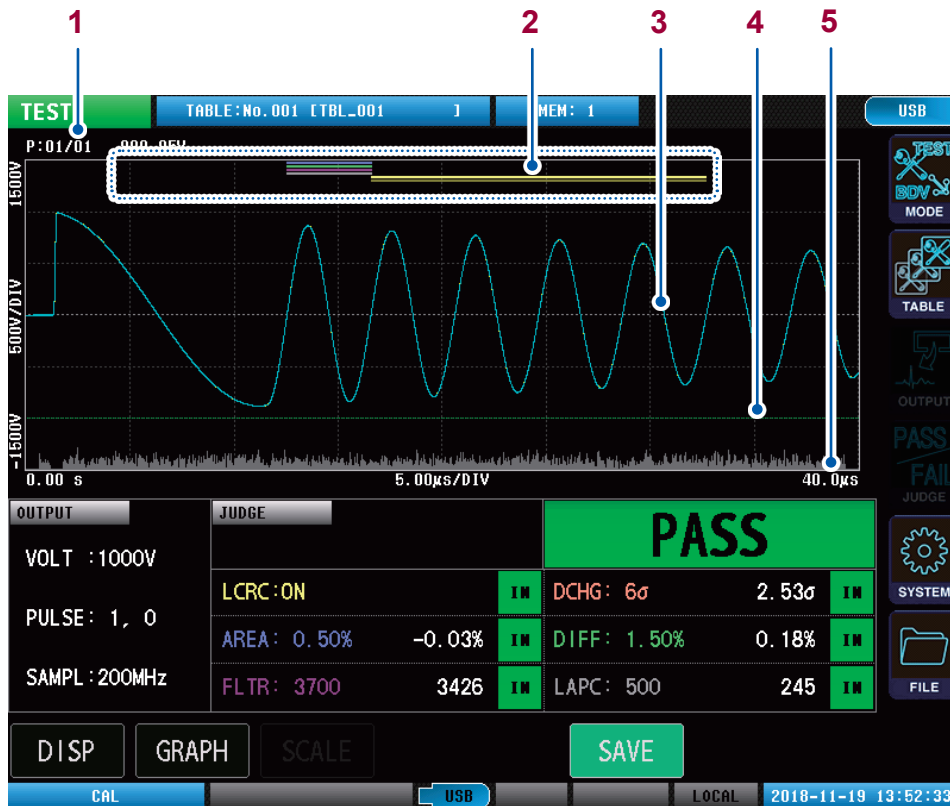 1 2 3 4 5
TEST TABLE:No.001 [TBL_001 ] MEM: 1 USB
P:01/01
1500V
500V/DIV
-1500V
0.00 s 5.00µs/DIV 40.0µs
TEST
BDV
MODE
TABLE
OUTPUT
PASS
FAIL
JUDGE
SYSTEM
FILE
OUTPUT
VOLT :1000V
PULSE: 1, 0
SAMPL:200MHz
JUDGE
PASS
LCRC:ON IN DCHG: 6σ 2.53σ IN
AREA: 0.50% -0.03% IN DIFF: 1.50% 0.18% IN
FLTR: 3700 3426 IN LAPC: 500 245 IN
DISP GRAPH SCALE SAVE
CAL USB LOCAL 2018-11-19 13:52:33